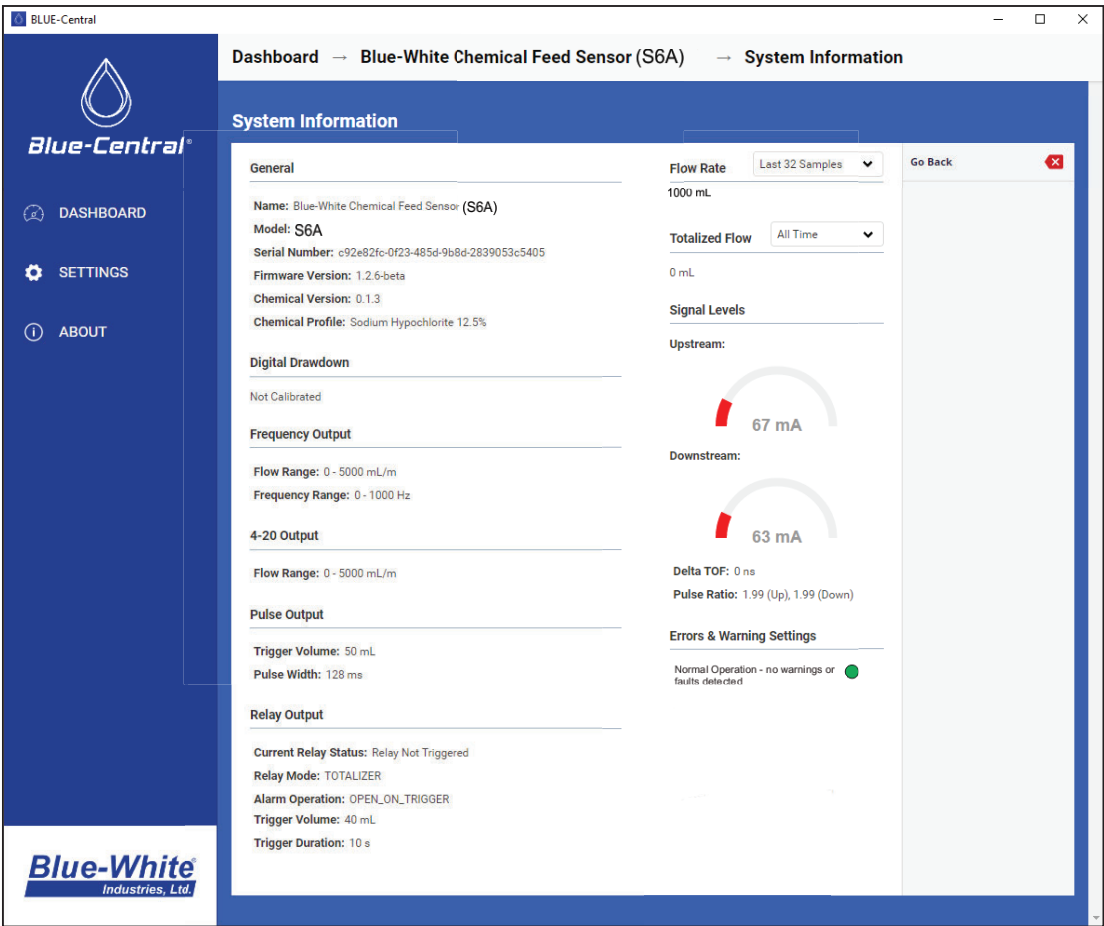 BLUE-Central
Blue-Central®
DASHBOARD
SETTINGS
ABOUT
Blue-White®
Industries, Ltd.
Dashboard → Blue-White Chemical Feed Sensor (S6A) → System Information
System Information
General
Name: Blue-White Chemical Feed Sensor (S6A)
Model: S6A
Serial Number: c92e82fc-0f23-485d-9b8d-2839053c5405
Firmware Version: 1.2.6-beta
Chemical Version: 0.1.3
Chemical Profile: Sodium Hypochlorite 12.5%
Digital Drawdown
Not Calibrated
Frequency Output
Flow Range: 0 - 5000 mL/m
Frequency Range: 0 - 1000 Hz
4-20 Output
Flow Range: 0 - 5000 mL/m
Pulse Output
Trigger Volume: 50 mL
Pulse Width: 128 ms
Relay Output
Current Relay Status: Relay Not Triggered
Relay Mode: TOTALIZER
Alarm Operation: OPEN_ON_TRIGGER
Trigger Volume: 40 mL
Trigger Duration: 10 s
Flow Rate Last 32 Samples
1000 mL
Totalized Flow All Time
0 mL
Signal Levels
Upstream:
67 mA
Downstream:
63 mA
Delta TOF: 0 ns
Pulse Ratio: 1.99 (Up), 1.99 (Down)
Errors & Warning Settings
Normal Operation - no warnings or
faults detected
Go Back